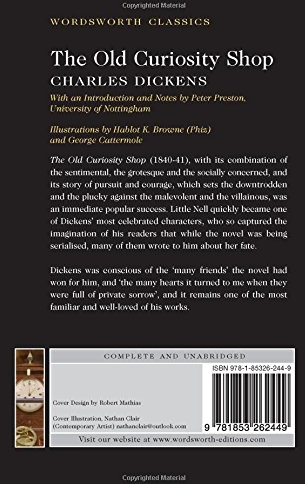 WORDSWORTH CLASSICS
The Old Curiosity Shop
CHARLES DICKENS
With an Introduction and Notes by Peter Preston,
University of Nottingham
Illustrations by Hablot K. Browne (Phiz)
and George Cattermole
The Old Curiosity Shop (1840-41), with its combination of
the sentimental, the grotesque and the socially concerned, and
its story of pursuit and courage, which sets the downtrodden
and the plucky against the malevolent and the villainous, was
an immediate popular success. Little Nell quickly became one
of Dickens' most celebrated characters, who so captured the
imagination of his readers that while the novel was being
serialised, many of them wrote to him about her fate.
Dickens was conscious of the 'many friends' the novel had
won for him, and 'the many hearts it turned to me when they
were full of private sorrow', and it remains one of the most
familiar and well-loved of his works.
COMPLETE AND UNABRIDGED
ISBN 978-1-85326-244-9
Cover Design by Robert Mathias
Cover Illustration, Nathan Clair
(Contemporary Artist) nathanclair@outlook.com
9 781853 262449
Visit our website at www.wordsworth-editions.com